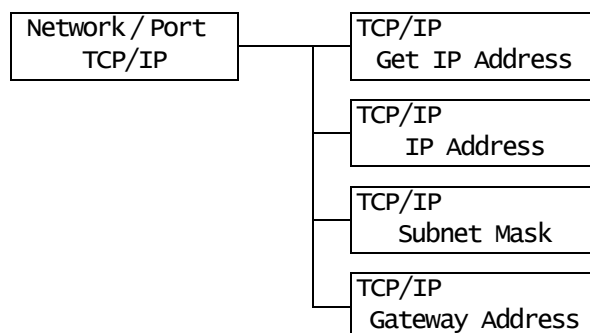 Network / Port
TCP/IP
TCP/IP
Get IP Address
TCP/IP
IP Address
TCP/IP
Subnet Mask
TCP/IP
Gateway Address